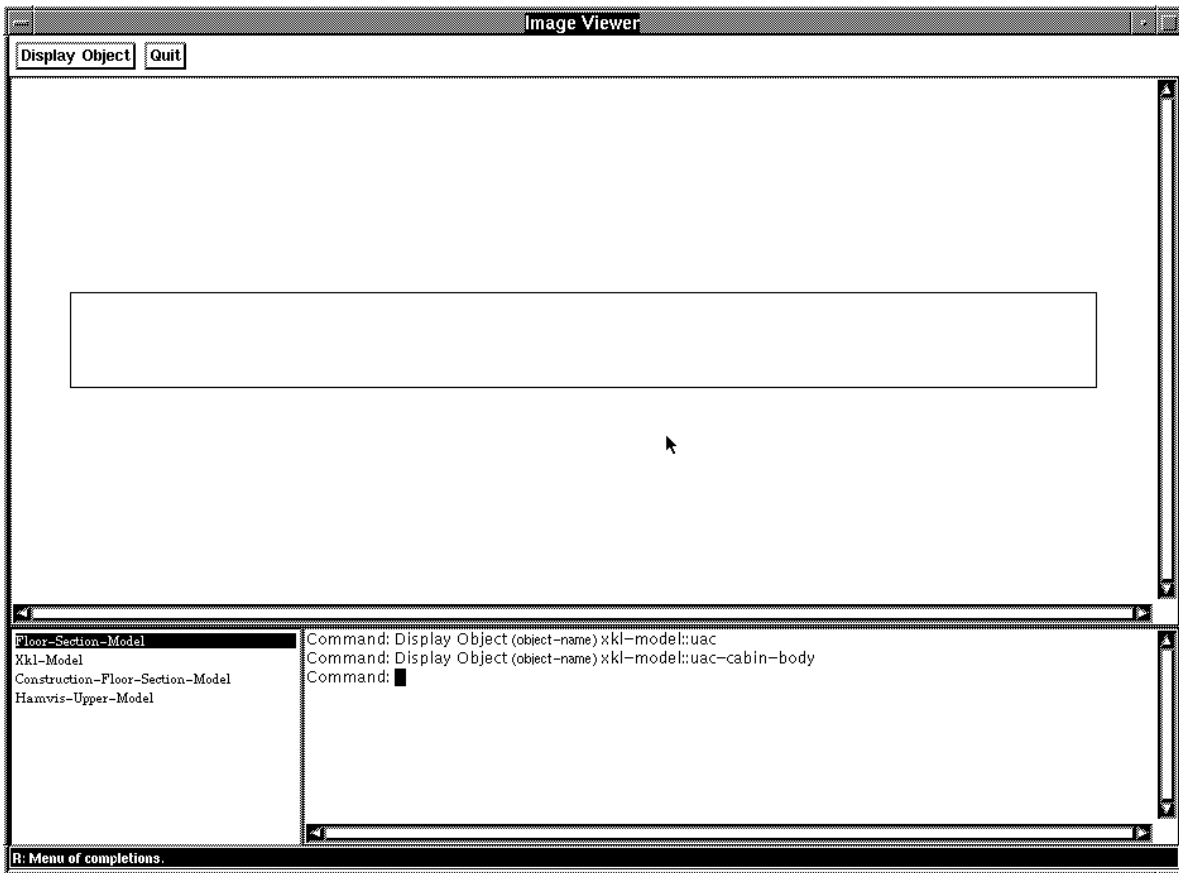 Image Viewer
Display Object Quit
Floor-Section-Model
Xkl-Model
Construction-Floor-Section-Model
Hamvis-Upper-Model
Command: Display Object (object-name) xkl-model::uac
Command: Display Object (object-name) xkl-model::uac-cabin-body
Command:
R: Menu of completions.